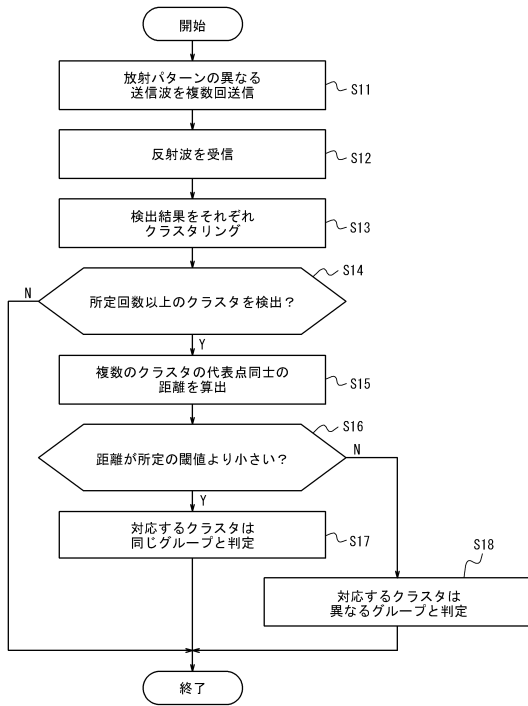 開始
放射パターンの異なる
送信波を複数回送信
S11
反射波を受信
S12
検出結果をそれぞれ
クラスタリング
S13
S14
N
所定回数以上のクラスタを検出?
Y
複数のクラスタの代表点同士の
距離を算出
S15
S16
距離が所定の閾値より小さい?
N
Y
対応するクラスタは
同じグループと判定
S17
S18
対応するクラスタは
異なるグループと判定
終了